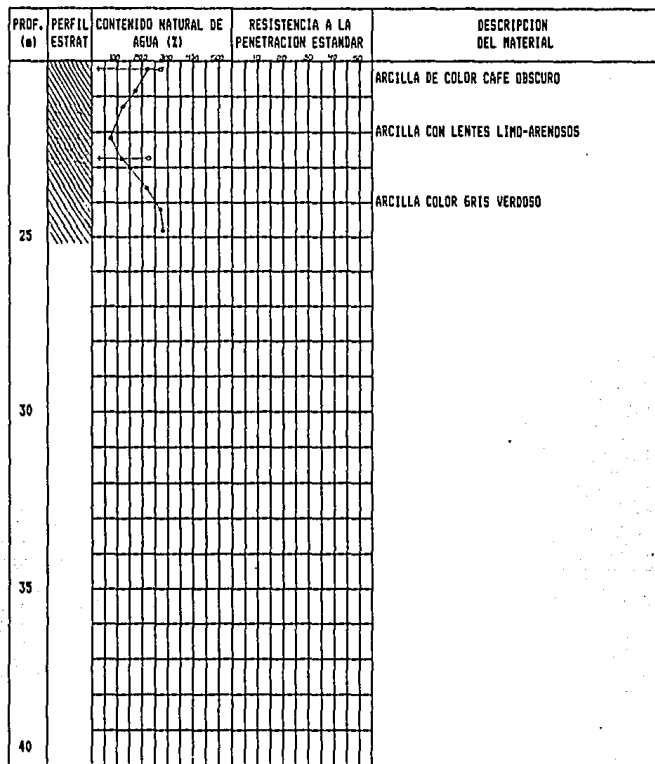 PROF. PERFIL CONTENIDO NATURAL DE RESISTENCIA A LA DESCRIPCION
(m) ESTRAT AGUA (%) PENETRACION ESTANDAR DEL MATERIAL
100 200 300 400 500 10 20 30 40 50
ARCILLA DE COLOR CAFE OBSCURO
ARCILLA CON LENTES LIMO-ARENOSOS
ARCILLA COLOR GRIS VERDOSO
25
30
35
40